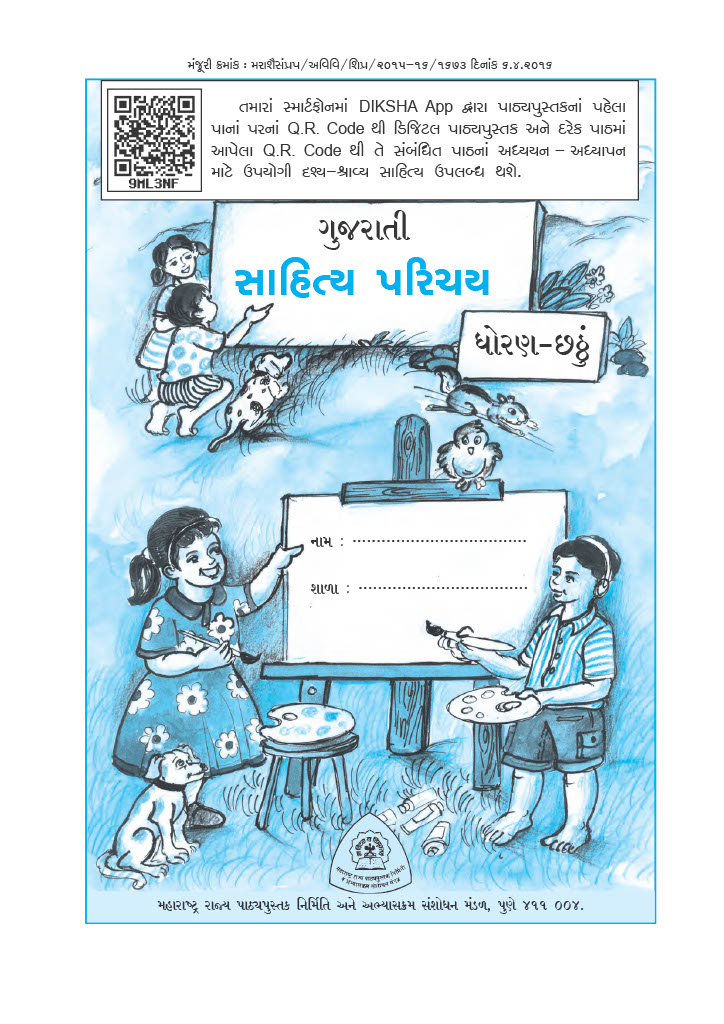 મંજૂરી ક્રમાંક : મરાશૈસંપ્રપ/અવિવિ/શિપ્ર/૨૦૧૫–૧૬/૧૬૭૩ દિનાંક ૬.૪.૨૦૧૬
તમારાં સ્માર્ટફોનમાં DIKSHA App દ્વારા પાઠ્યપુસ્તકનાં પહેલા
પાનાં પરનાં Q.R. Code થી ડિજિટલ પાઠ્યપુસ્તક અને દરેક પાઠમાં
આપેલા Q.R. Code થી તે સંબંધિત પાઠનાં અધ્યયન – અધ્યાપન
માટે ઉપયોગી દૃશ્ય–શ્રાવ્ય સાહિત્ય ઉપલબ્ધ થશે.
9ML3NF
ગુજરાતી
સાહિત્ય પરિચય
ધોરણ–છઠ્ઠું
નામ : ..................................
શાળા : ..................................
મહારાષ્ટ્ર રાજ્ય પાઠ્યપુસ્તક નિર્મિતિ અને અભ્યાસક્રમ સંશોધન મંડળ, પુણે ૪૧૧ ૦૦૪.